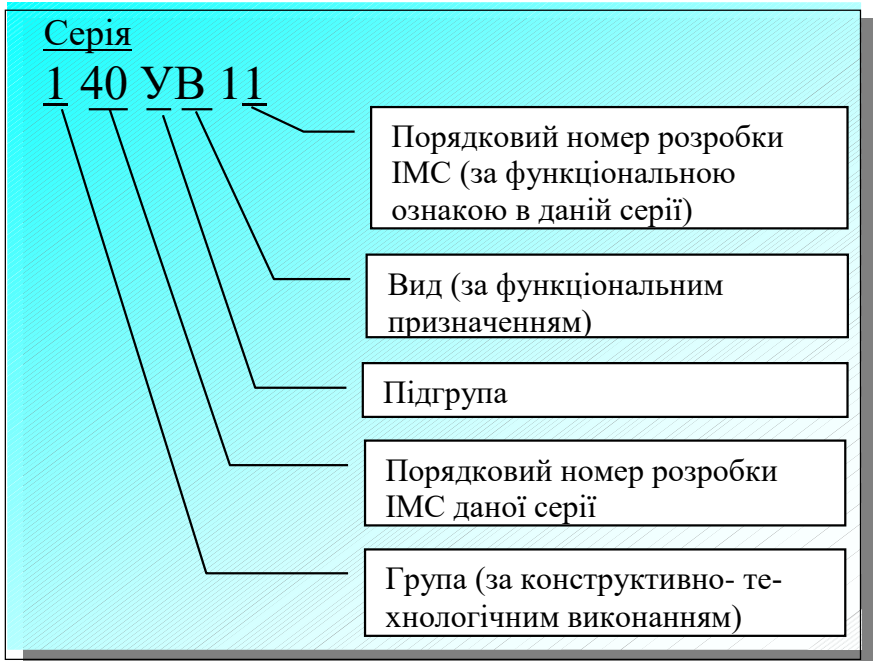 Серія
1 40 УВ 11
Порядковий номер розробки
ІМС (за функціональною
ознакою в даній серії)
Вид (за функціональним
призначенням)
Підгрупа
Порядковий номер розробки
ІМС даної серії
Група (за конструктивно- те-
хнологічним виконанням)